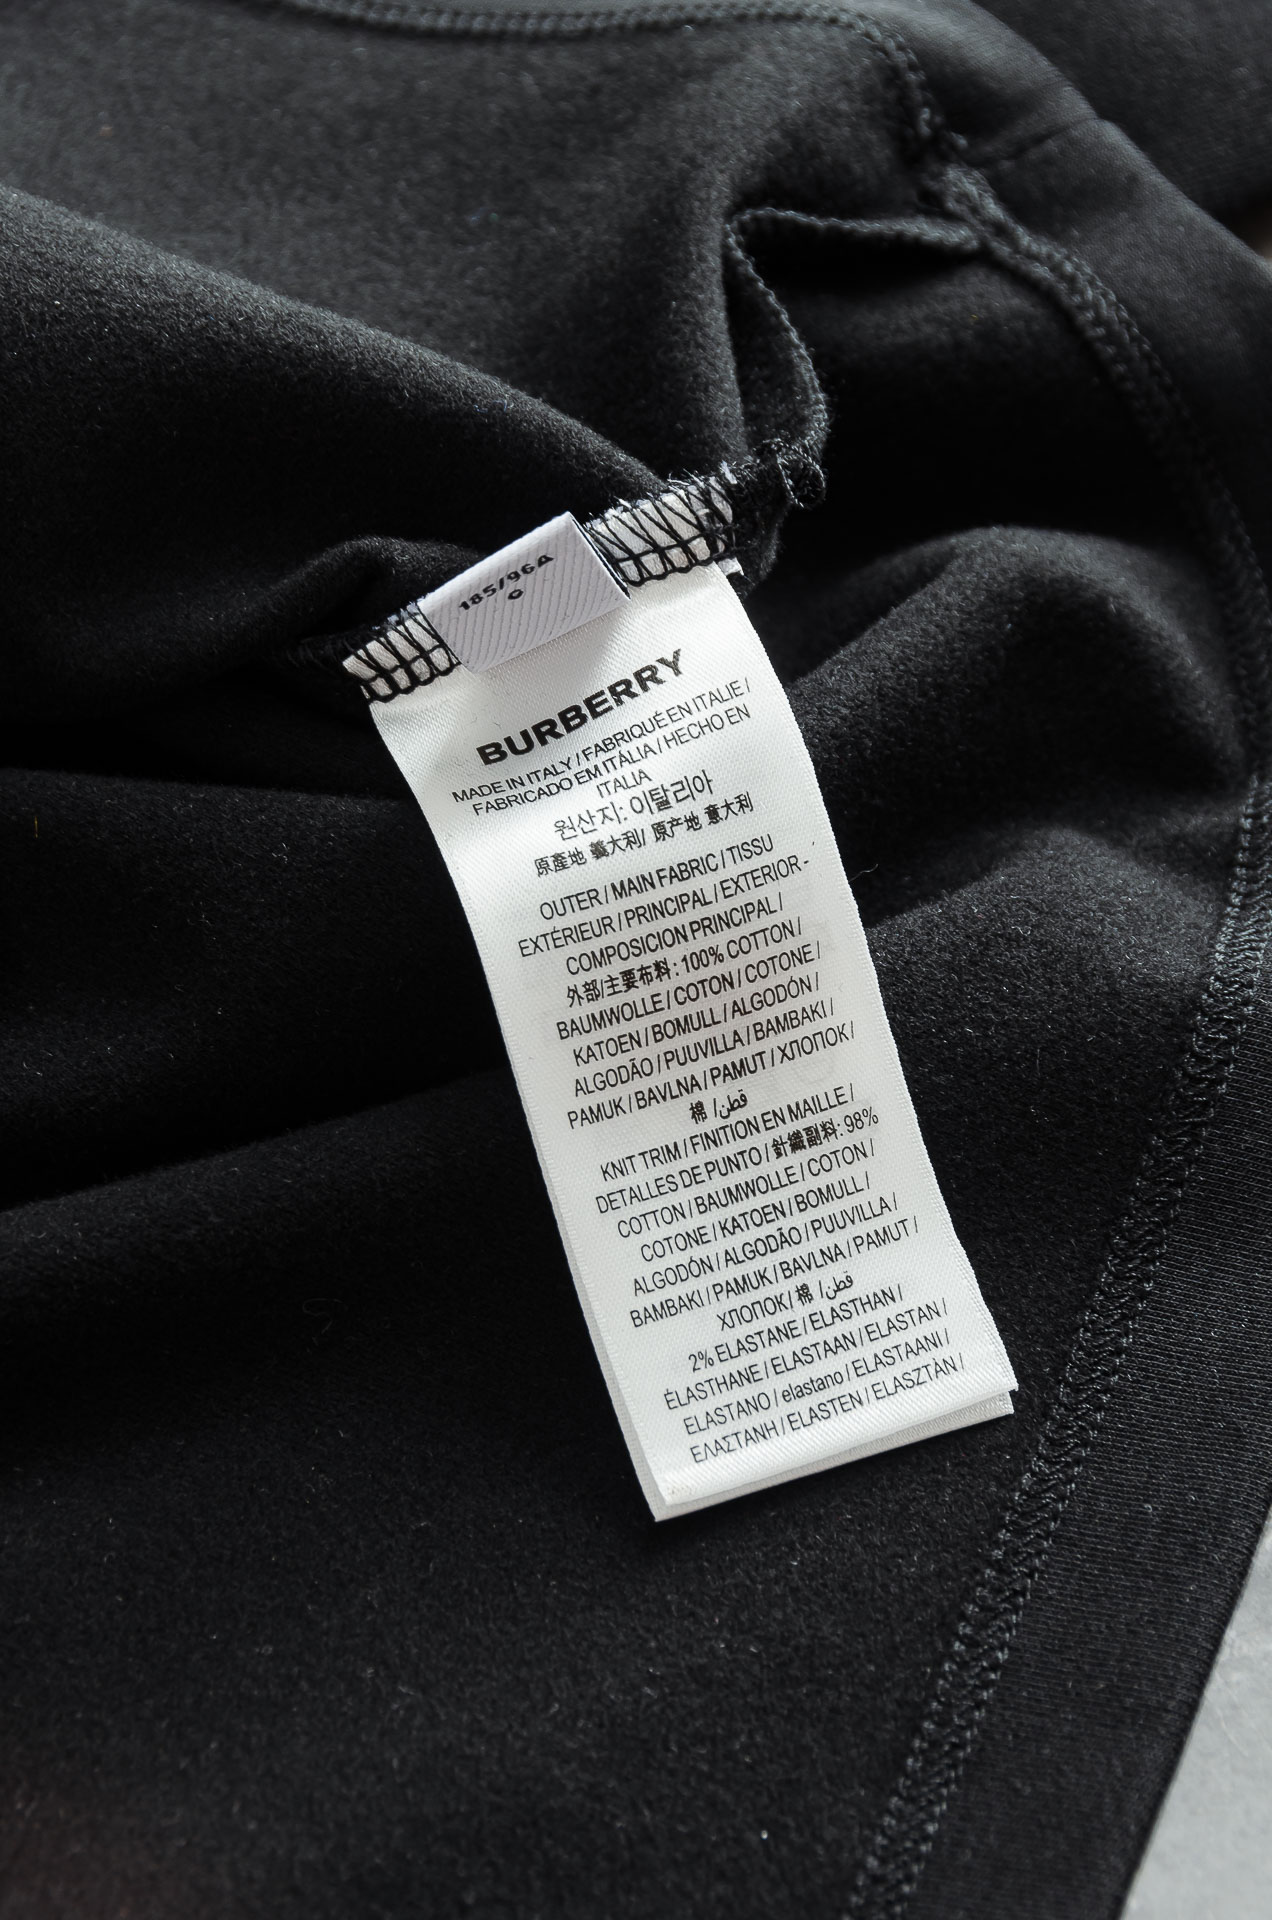 185/96A
BURBERRY
MADE IN ITALY / FABRIQUÉ EN ITALIE /
FABRICADO EM ITÁLIA / HECHO EN
ITALIA
원산지: 이탈리아
原產地 義大利/ 原产地 意大利
OUTER / MAIN FABRIC / TISSU
EXTÉRIEUR / PRINCIPAL / EXTERIOR -
COMPOSICION PRINCIPAL /
外部/主要布料: 100% COTTON /
BAUMWOLLE / COTON / COTONE /
KATOEN / BOMULL / ALGODÓN /
ALGODÃO / PUUVILLA / BAMBAKI /
PAMUK / BAVLNA / PAMUT / ХЛОПОК /
棉 /قطن/
KNIT TRIM / FINITION EN MAILLE /
DETALLES DE PUNTO / 針織副料: 98%
COTTON / BAUMWOLLE / COTON /
COTONE / KATOEN / BOMULL /
ALGODÓN / ALGODÃO / PUUVILLA /
BAMBAKI / PAMUK / BAVLNA / PAMUT /
ХЛОПОК/ 棉 /قطن/
2% ELASTANE / ELASTHAN /
ÉLASTHANE / ELASTAAN / ELASTAN /
ELASTANO / elastano / ELASTAANI /
ΕΛΑΣΤΑΝΗ / ELASTEN / ELASZTÀN /